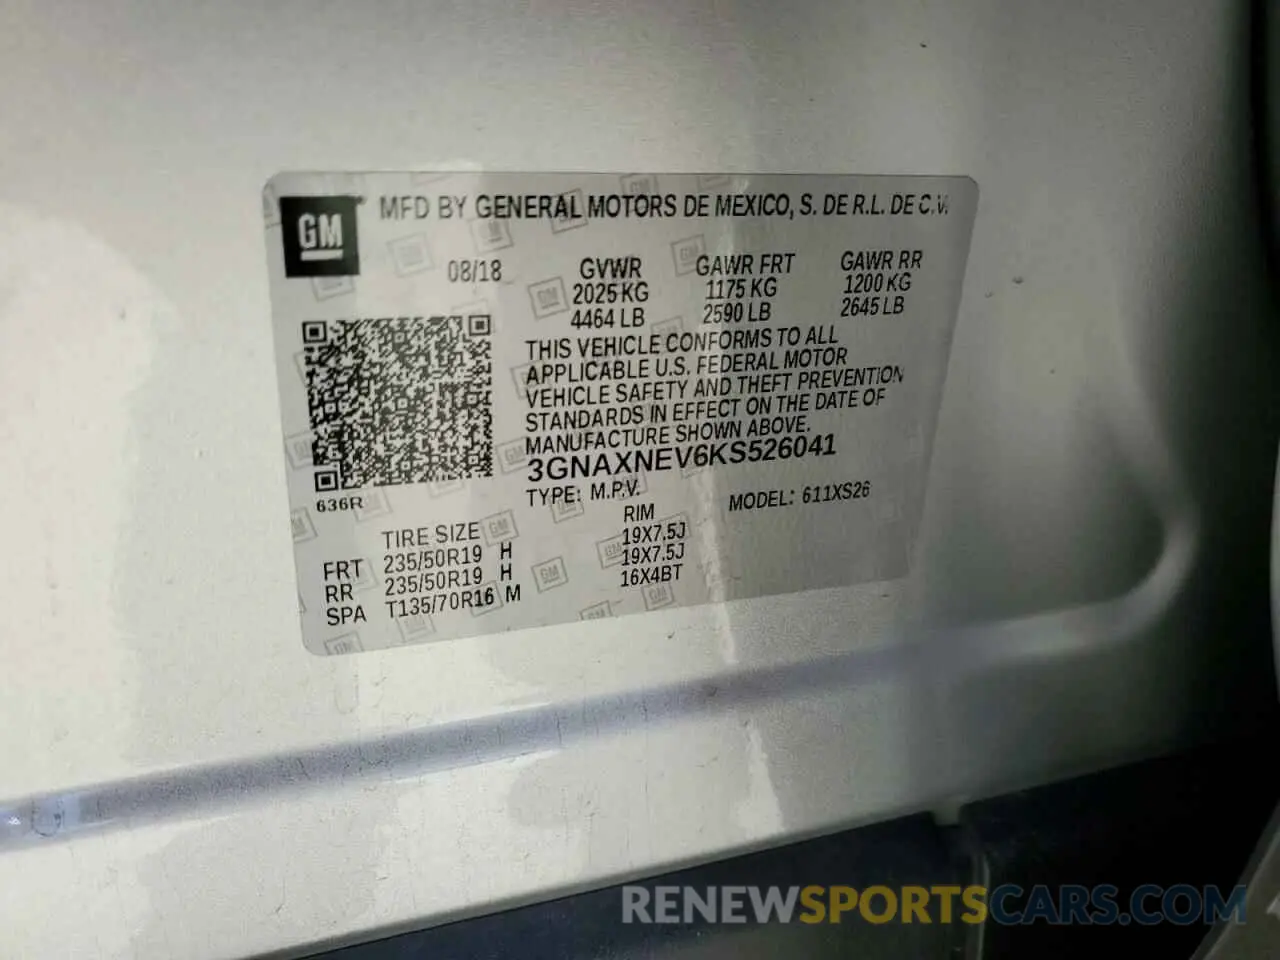 GM
MFD BY GENERAL MOTORS DE MEXICO, S. DE R.L. DE C.V.
08/18
GVWR GAWR FRT GAWR RR
2025 KG 1175 KG 1200 KG
4464 LB 2590 LB 2645 LB
THIS VEHICLE CONFORMS TO ALL
APPLICABLE U.S. FEDERAL MOTOR
VEHICLE SAFETY AND THEFT PREVENTION
STANDARDS IN EFFECT ON THE DATE OF
MANUFACTURE SHOWN ABOVE.
3GNAXNEV6KS526041
TYPE: M.P.V. MODEL: 611XS26
636R
TIRE SIZE RIM
FRT 235/50R19 H 19X7.5J
RR 235/50R19 H 19X7.5J
SPA T135/70R16 M 16X4BT
RENEWSPORTSCARS.COM